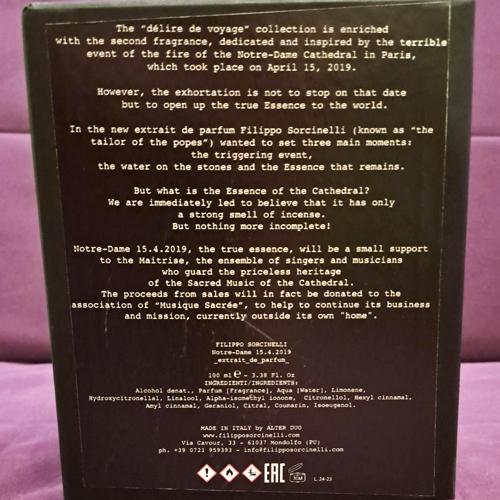 The "délire de voyage" collection is enriched
with the second fragrance, dedicated and inspired by the terrible
event of the fire of the Notre-Dame Cathedral in Paris,
which took place on April 15, 2019.
However, the exhortation is not to stop on that date
but to open up the true Essence to the world.
In the new extrait de parfum Filippo Sorcinelli (known as "the
tailor of the popes") wanted to set three main moments:
the triggering event,
the water on the stones and the Essence that remains.
But what is the Essence of the Cathedral?
We are immediately led to believe that it has only
a strong smell of incense.
But nothing more incomplete!
Notre-Dame 15.4.2019, the true essence, will be a small support
to the Maitrise, the ensemble of singers and musicians
who guard the priceless heritage
of the Sacred Music of the Cathedral.
The proceeds from sales will in fact be donated to the
association of "Musique Sacrée", to help to continue its business
and mission, currently outside its own "home".
FILIPPO SORCINELLI
Notre-Dame 15.4.2019
_extrait_de_parfum_
100 ml ℮ - 3.38 Fl. Oz
INGREDIENTI/INGREDIENTS:
Alcohol denat., Parfum [Fragrance], Aqua [Water], Limonene,
Hydroxycitronellal, Linalool, Alpha-isomethyl ionone, Citronellol, Hexyl cinnamal,
Amyl cinnamal, Geraniol, Citral, Coumarin, Isoeugenol.
MADE IN ITALY by ALTER DUO
www.filipposorcinelli.com
Via Cavour, 33 - 61037 Mondolfo (PU)
ph. +39 0721 959393 - info@filipposorcinelli.com
EAC 30M L.24-23